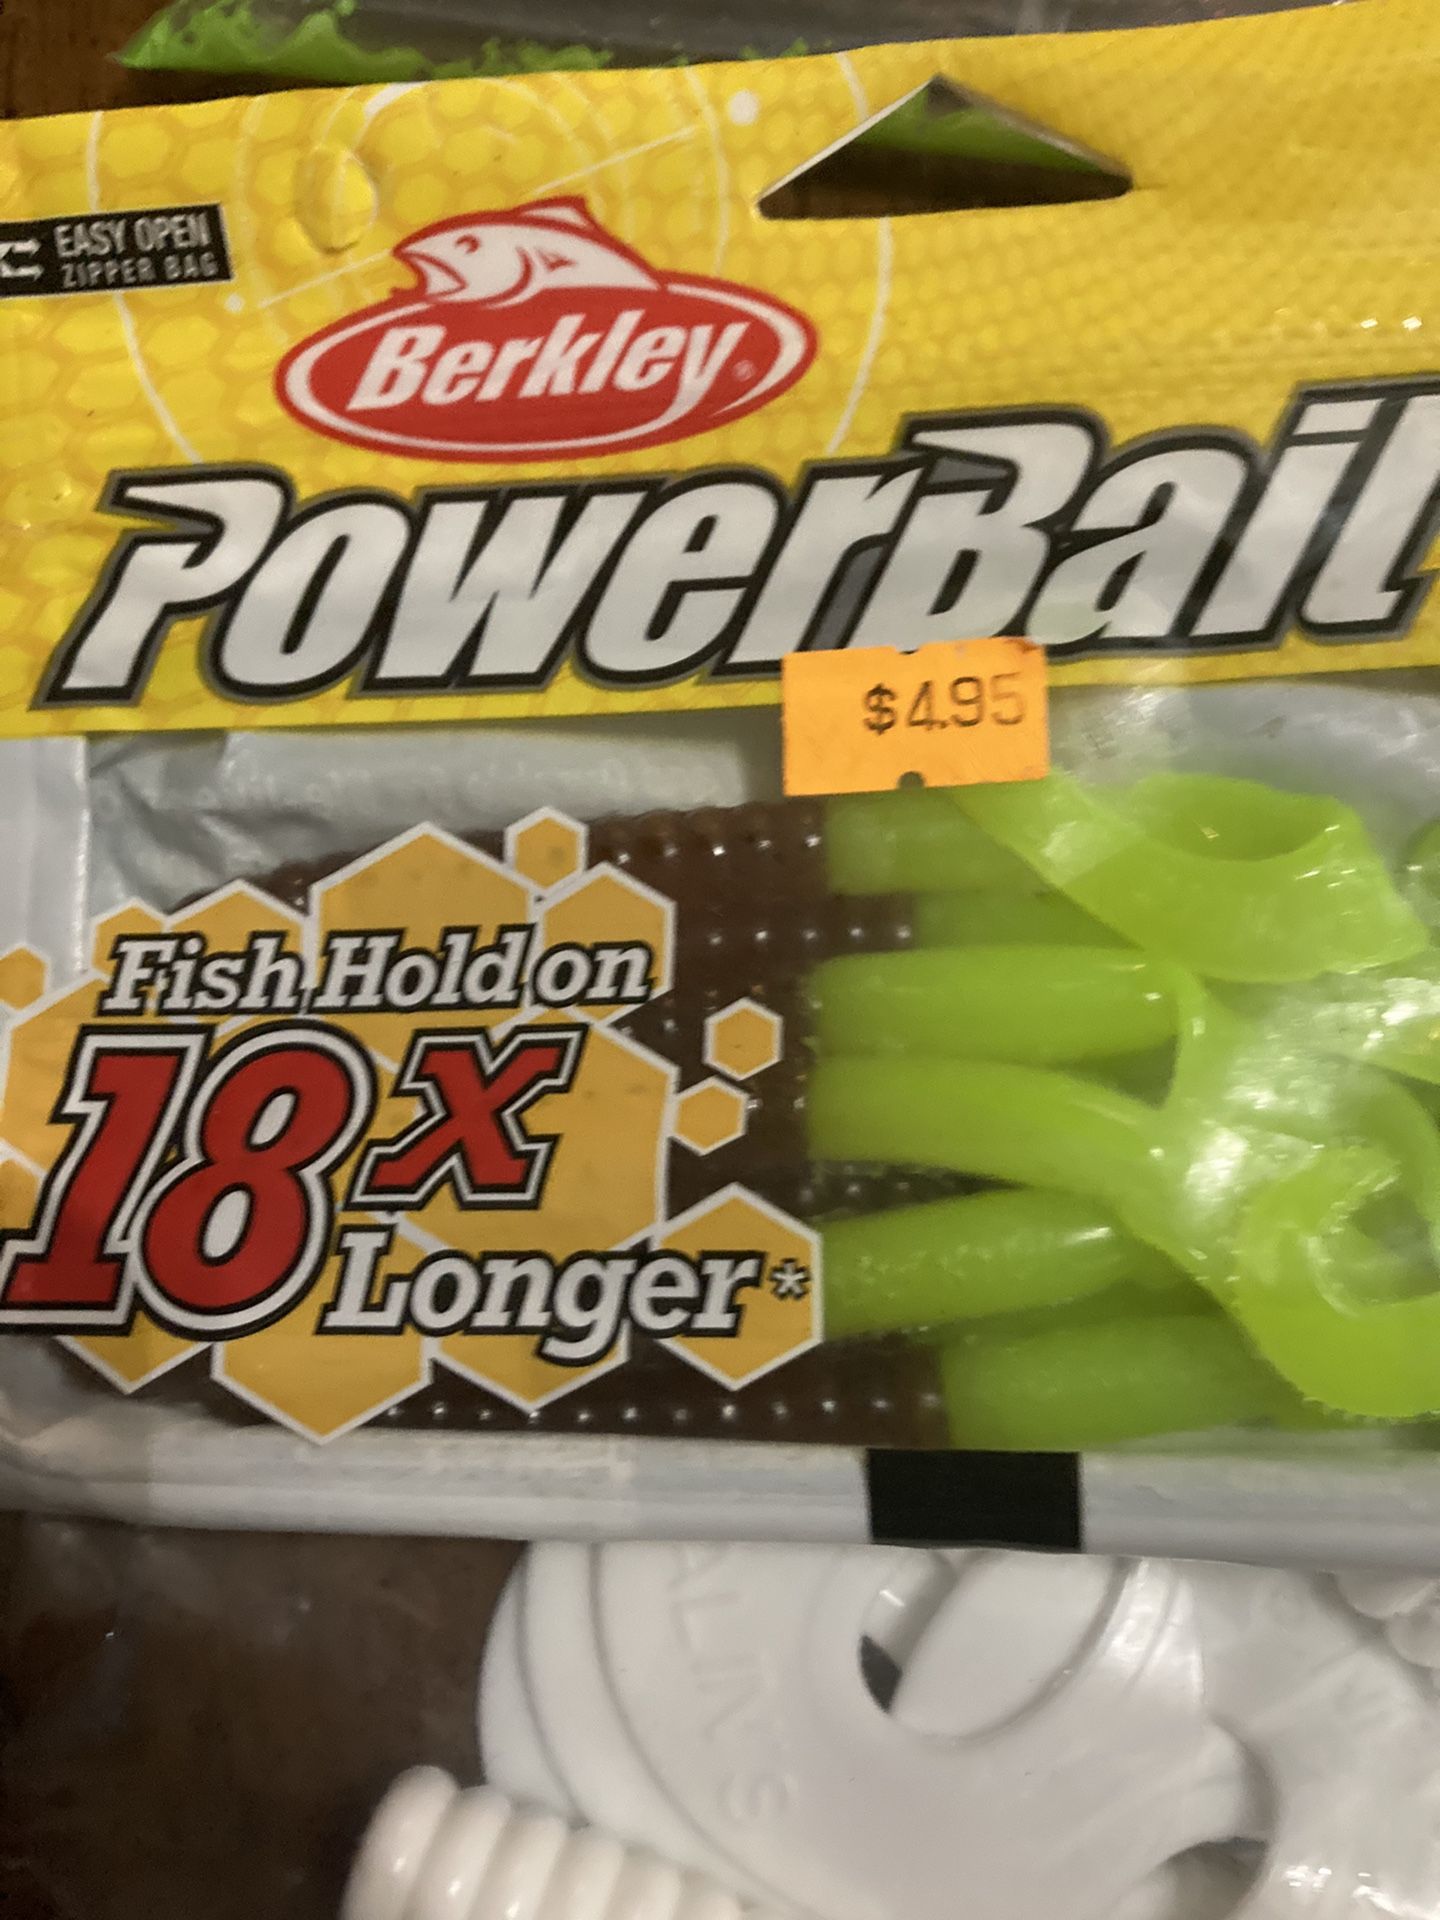 EASY OPEN
ZIPPER BAG
Berkley®
PowerBait
$4.95
Fish Hold on
18x
Longer*